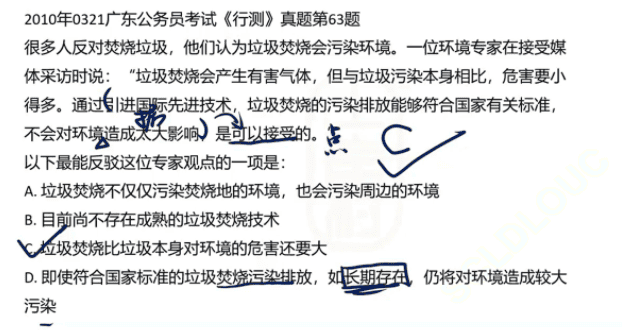 2010年0321广东公务员考试《行测》真题第63题
很多人反对焚烧垃圾，他们认为垃圾焚烧会污染环境。一位环境专家在接受媒
体采访时说：“垃圾焚烧会产生有害气体，但与垃圾污染本身相比，危害要小
得多。通过引进国际先进技术，垃圾焚烧的污染排放能够符合国家有关标准，
不会对环境造成太大影响，是可以接受的。
点
C
以下最能反驳这位专家观点的一项是：
A. 垃圾焚烧不仅仅污染焚烧地的环境，也会污染周边的环境
B. 目前尚不存在成熟的垃圾焚烧技术
C. 垃圾焚烧比垃圾本身对环境的危害还要大
D. 即使符合国家标准的垃圾焚烧污染排放，如长期存在，仍将对环境造成较大
污染